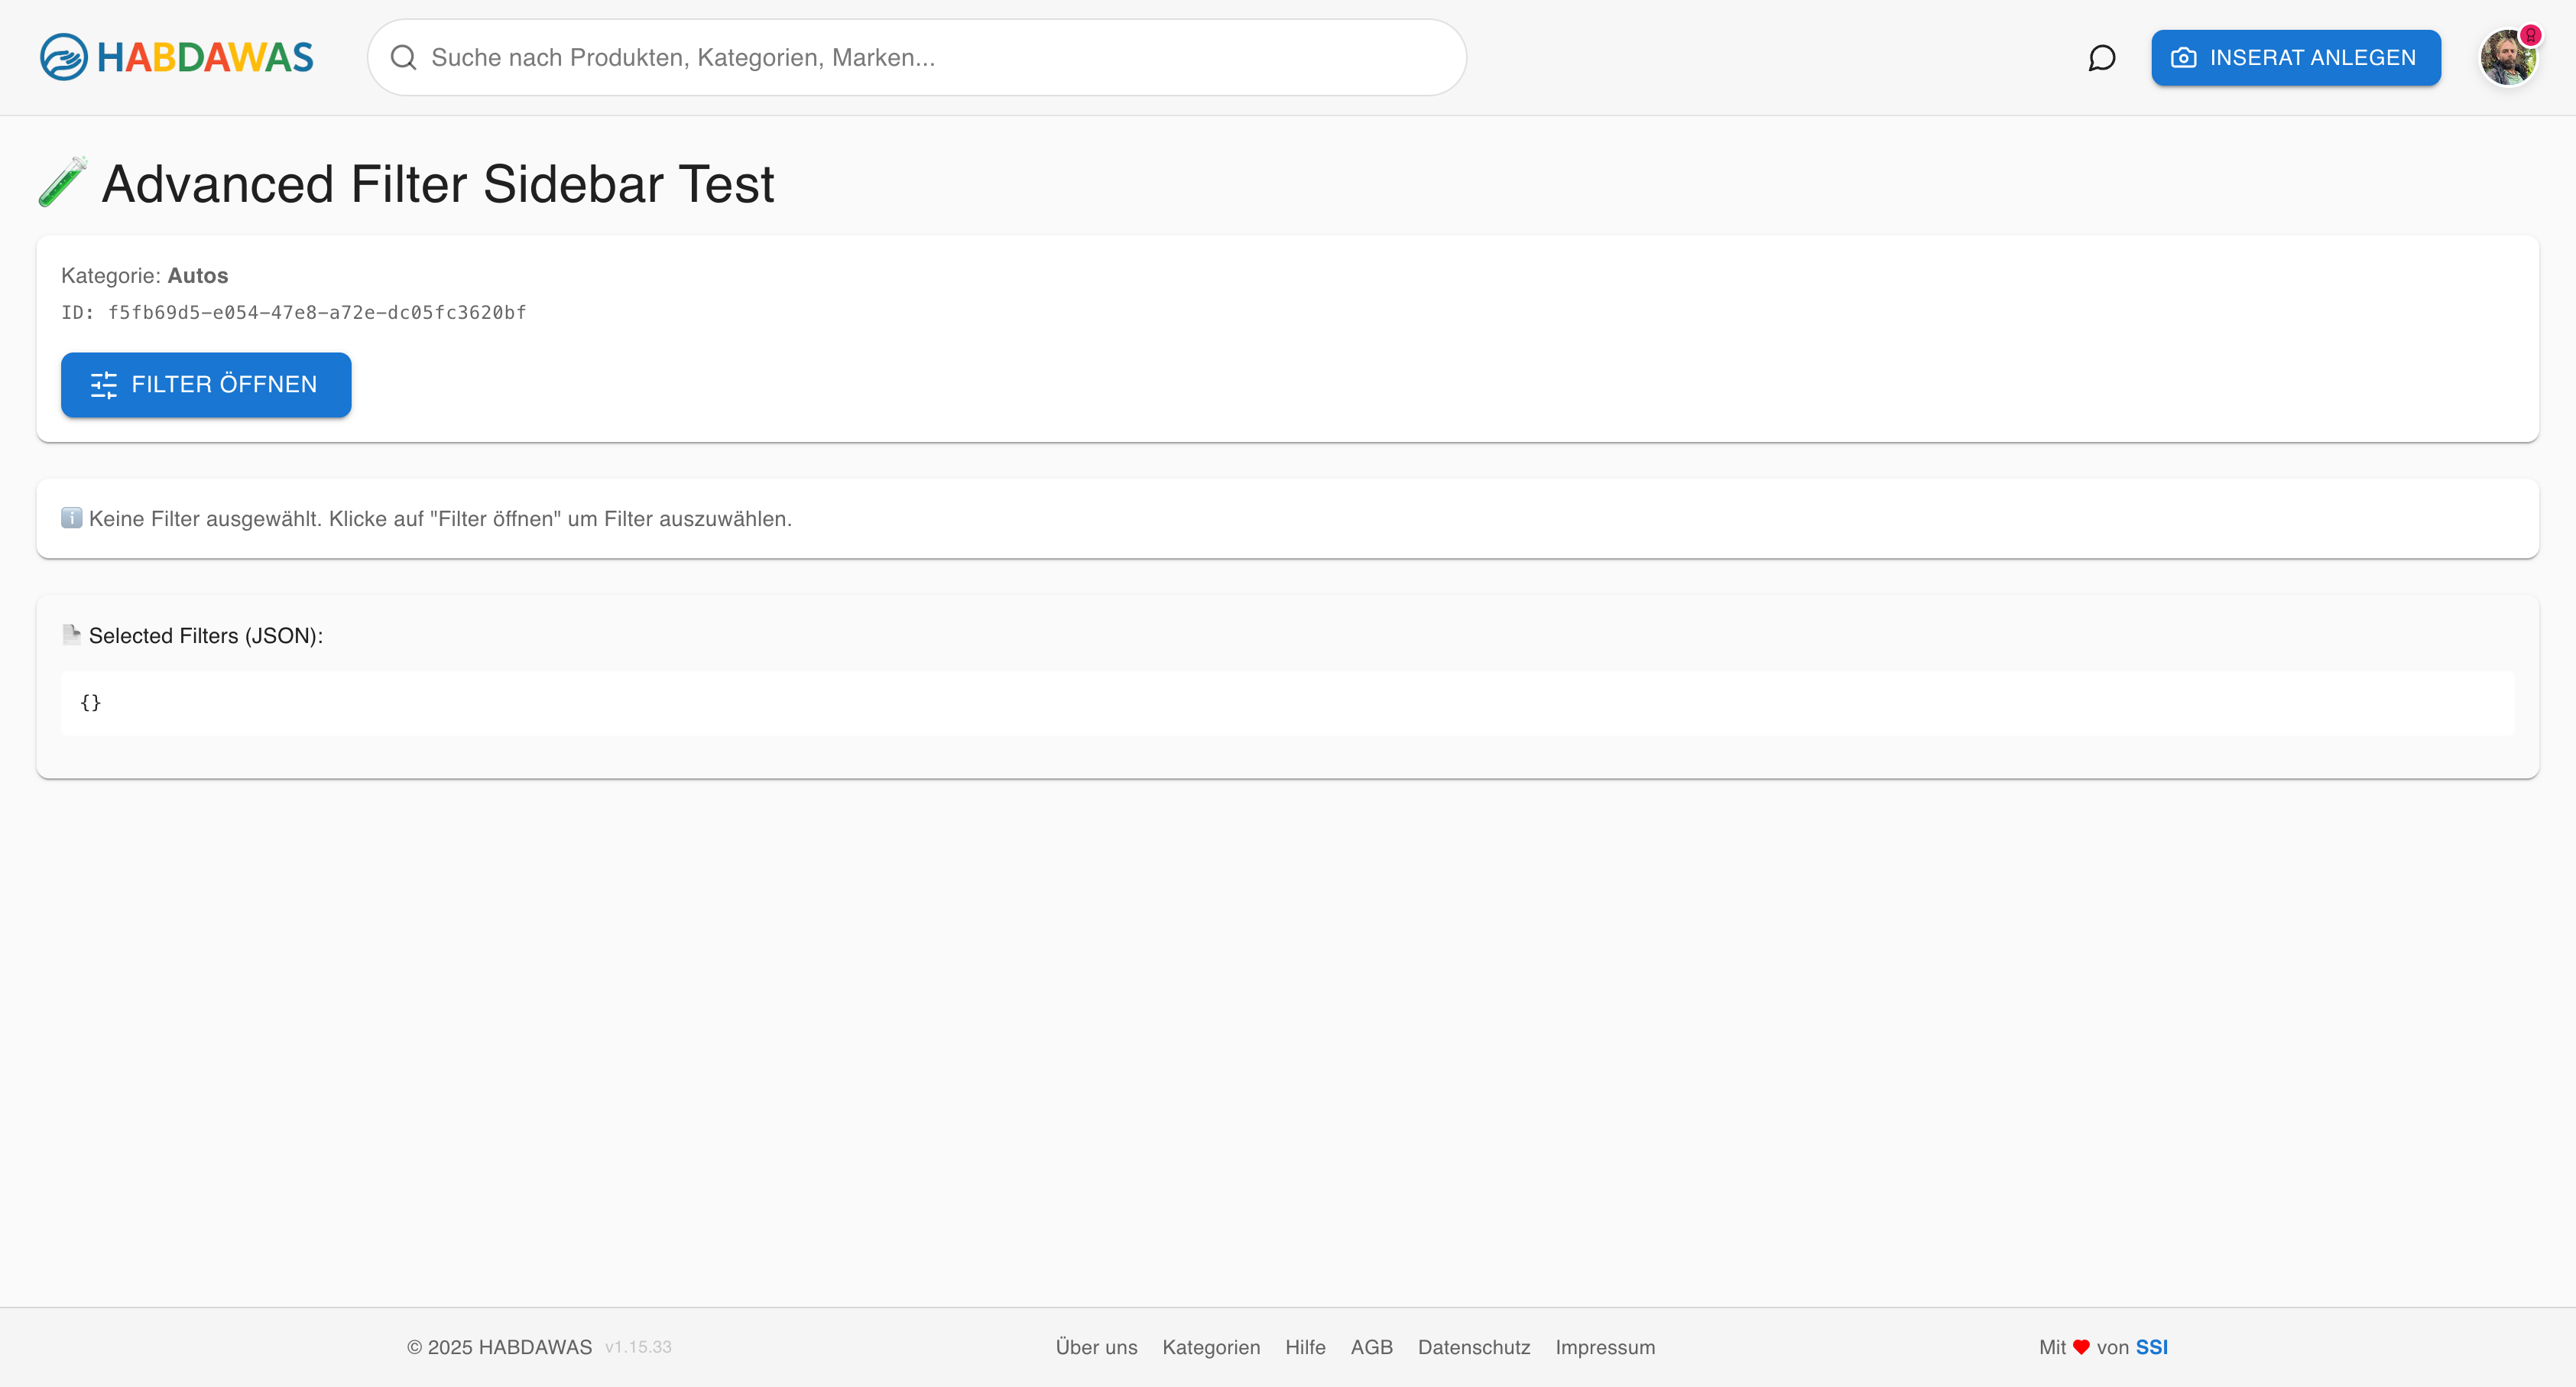 HABDAWAS
Suche nach Produkten, Kategorien, Marken...
INSERAT ANLEGEN
Advanced Filter Sidebar Test
Kategorie: Autos
ID: f5fb69d5-e054-47e8-a72e-dc05fc3620bf
FILTER ÖFFNEN
Keine Filter ausgewählt. Klicke auf "Filter öffnen" um Filter auszuwählen.
Selected Filters (JSON):
{}
© 2025 HABDAWAS v1.15.33
Über uns Kategorien Hilfe AGB Datenschutz Impressum
Mit ❤ von SSI